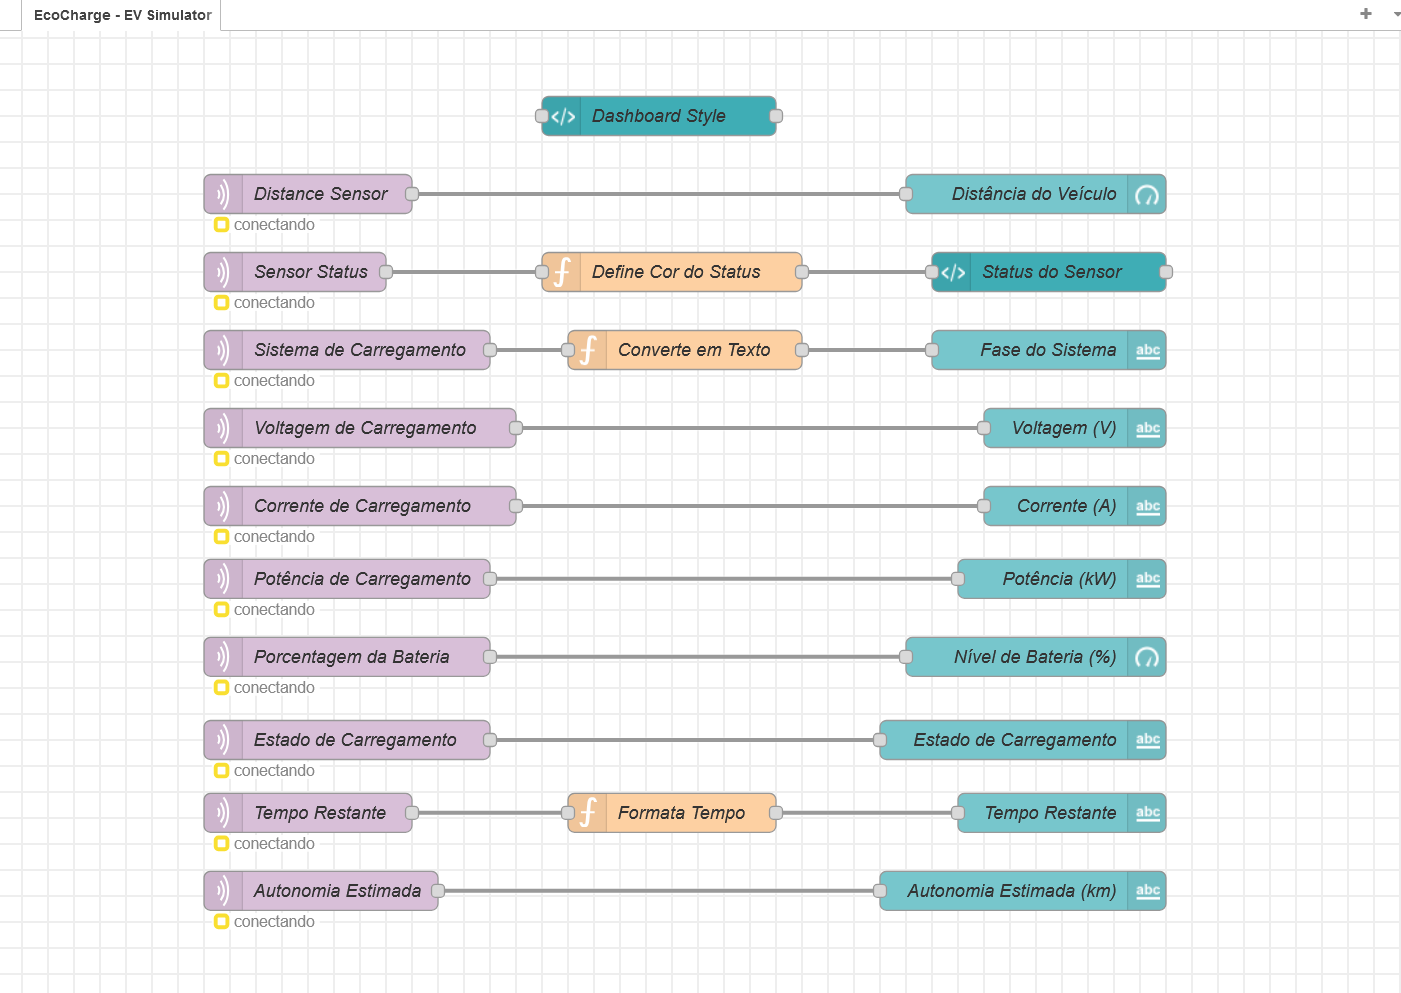 EcoCharge - EV Simulator
</> Dashboard Style
Distance Sensor
Distância do Veículo
conectando
Sensor Status
Define Cor do Status
</> Status do Sensor
conectando
Sistema de Carregamento
Converte em Texto
Fase do Sistema abc
conectando
Voltagem de Carregamento
Voltagem (V) abc
conectando
Corrente de Carregamento
Corrente (A) abc
conectando
Potência de Carregamento
Potência (kW) abc
conectando
Porcentagem da Bateria
Nível de Bateria (%)
conectando
Estado de Carregamento
Estado de Carregamento abc
conectando
Tempo Restante
Formata Tempo
Tempo Restante abc
conectando
Autonomia Estimada
Autonomia Estimada (km) abc
conectando